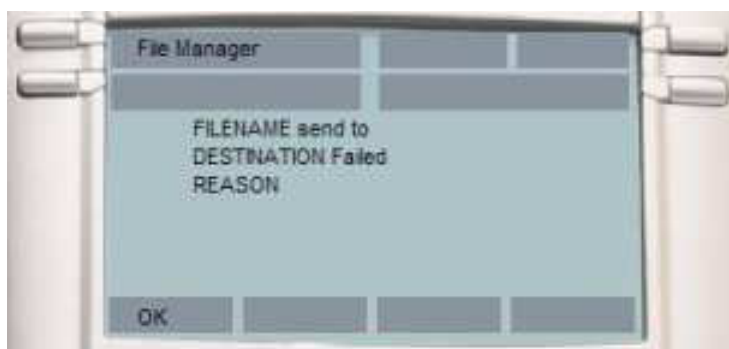 File Manager
FILENAME send to
DESTINATION Failed
REASON
OK